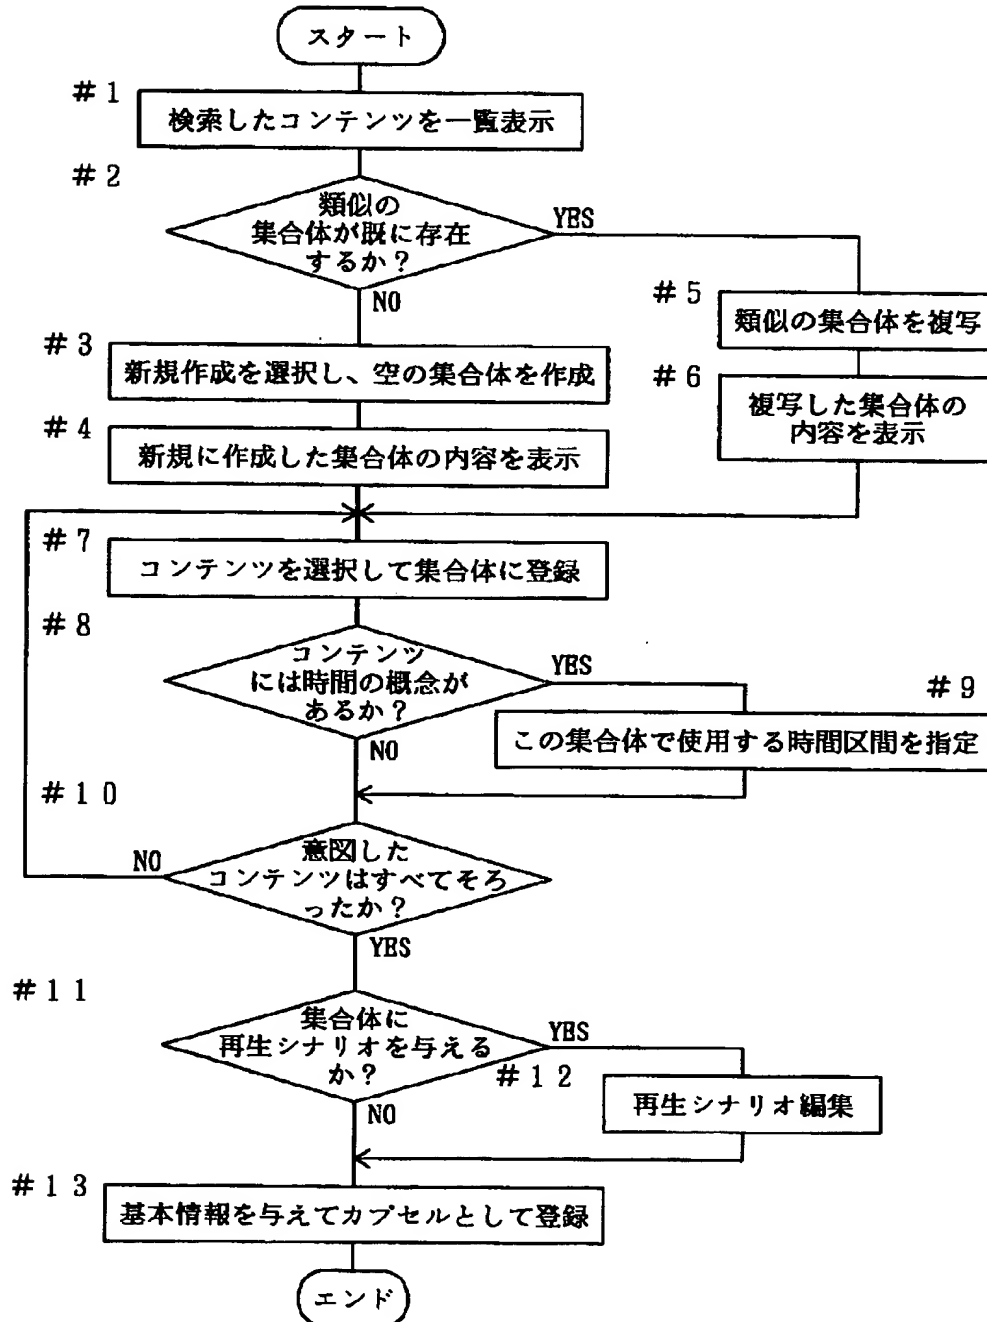 スタート
#1
検索したコンテンツを一覧表示
#2
類似の
集合体が既に存在
するか？
YES
NO
#5
類似の集合体を複写
#3
新規作成を選択し、空の集合体を作成
#6
複写した集合体の
内容を表示
#4
新規に作成した集合体の内容を表示
#7
コンテンツを選択して集合体に登録
#8
コンテンツ
には時間の概念が
あるか？
YES
NO
#9
この集合体で使用する時間区間を指定
#10
意図した
コンテンツはすべてそろ
ったか？
NO
YES
#11
集合体に
再生シナリオを与える
か？
YES
NO
#12
再生シナリオ編集
#13
基本情報を与えてカプセルとして登録
エンド